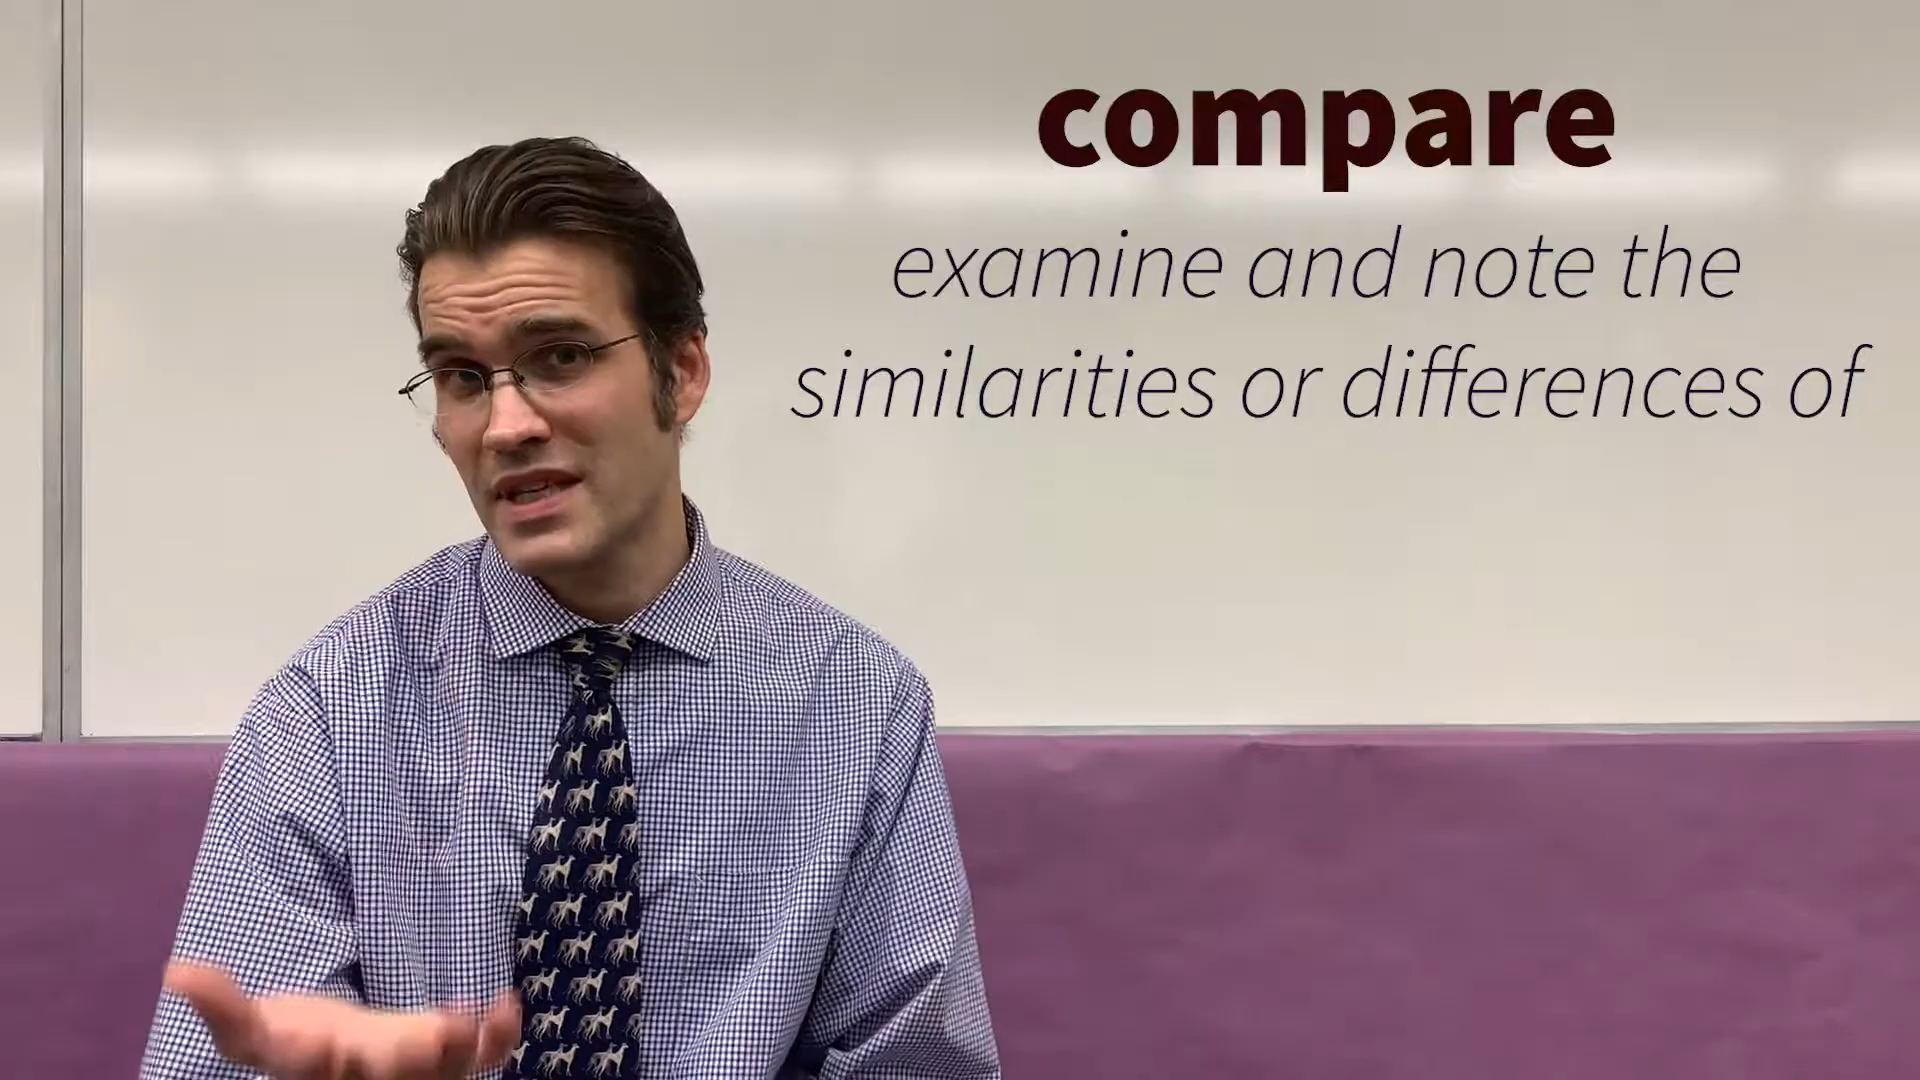 compare
examine and note the
similarities or differences of